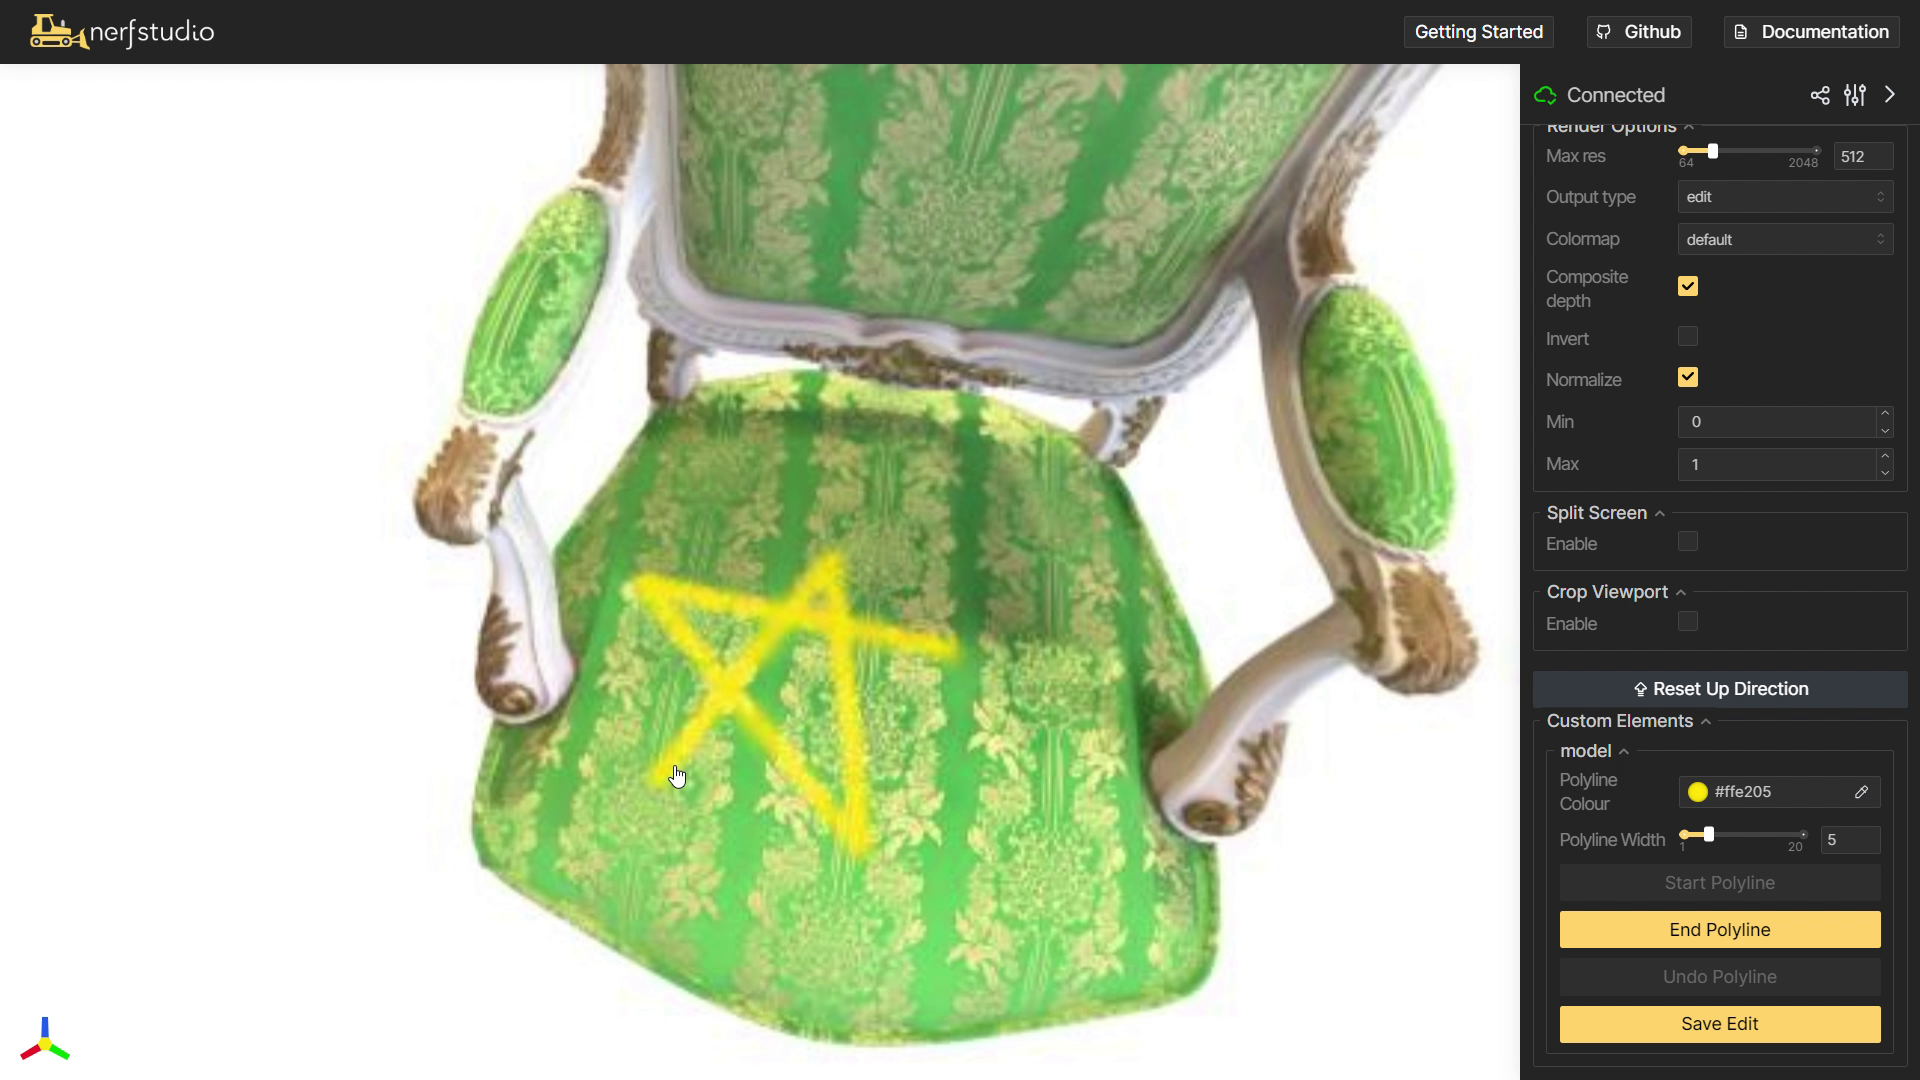 nerfstudio
Getting Started
Github
Documentation
Connected
Render Options
Max res
64
2048
512
Output type
edit
Colormap
default
Composite
depth
Invert
Normalize
Min
0
Max
1
Split Screen
Enable
Crop Viewport
Enable
Reset Up Direction
Custom Elements
model
Polyline
Colour
#ffe205
Polyline Width
1
20
5
Start Polyline
End Polyline
Undo Polyline
Save Edit